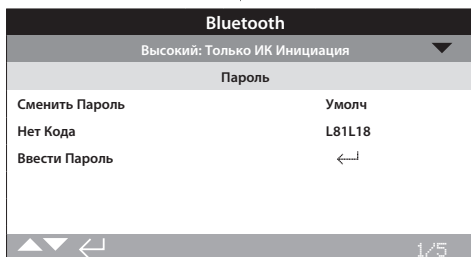 Bluetooth
Высокий: Только ИК Инициация
Пароль
Сменить Пароль Умолч
Нет Кода L81L18
Ввести Пароль
1/5